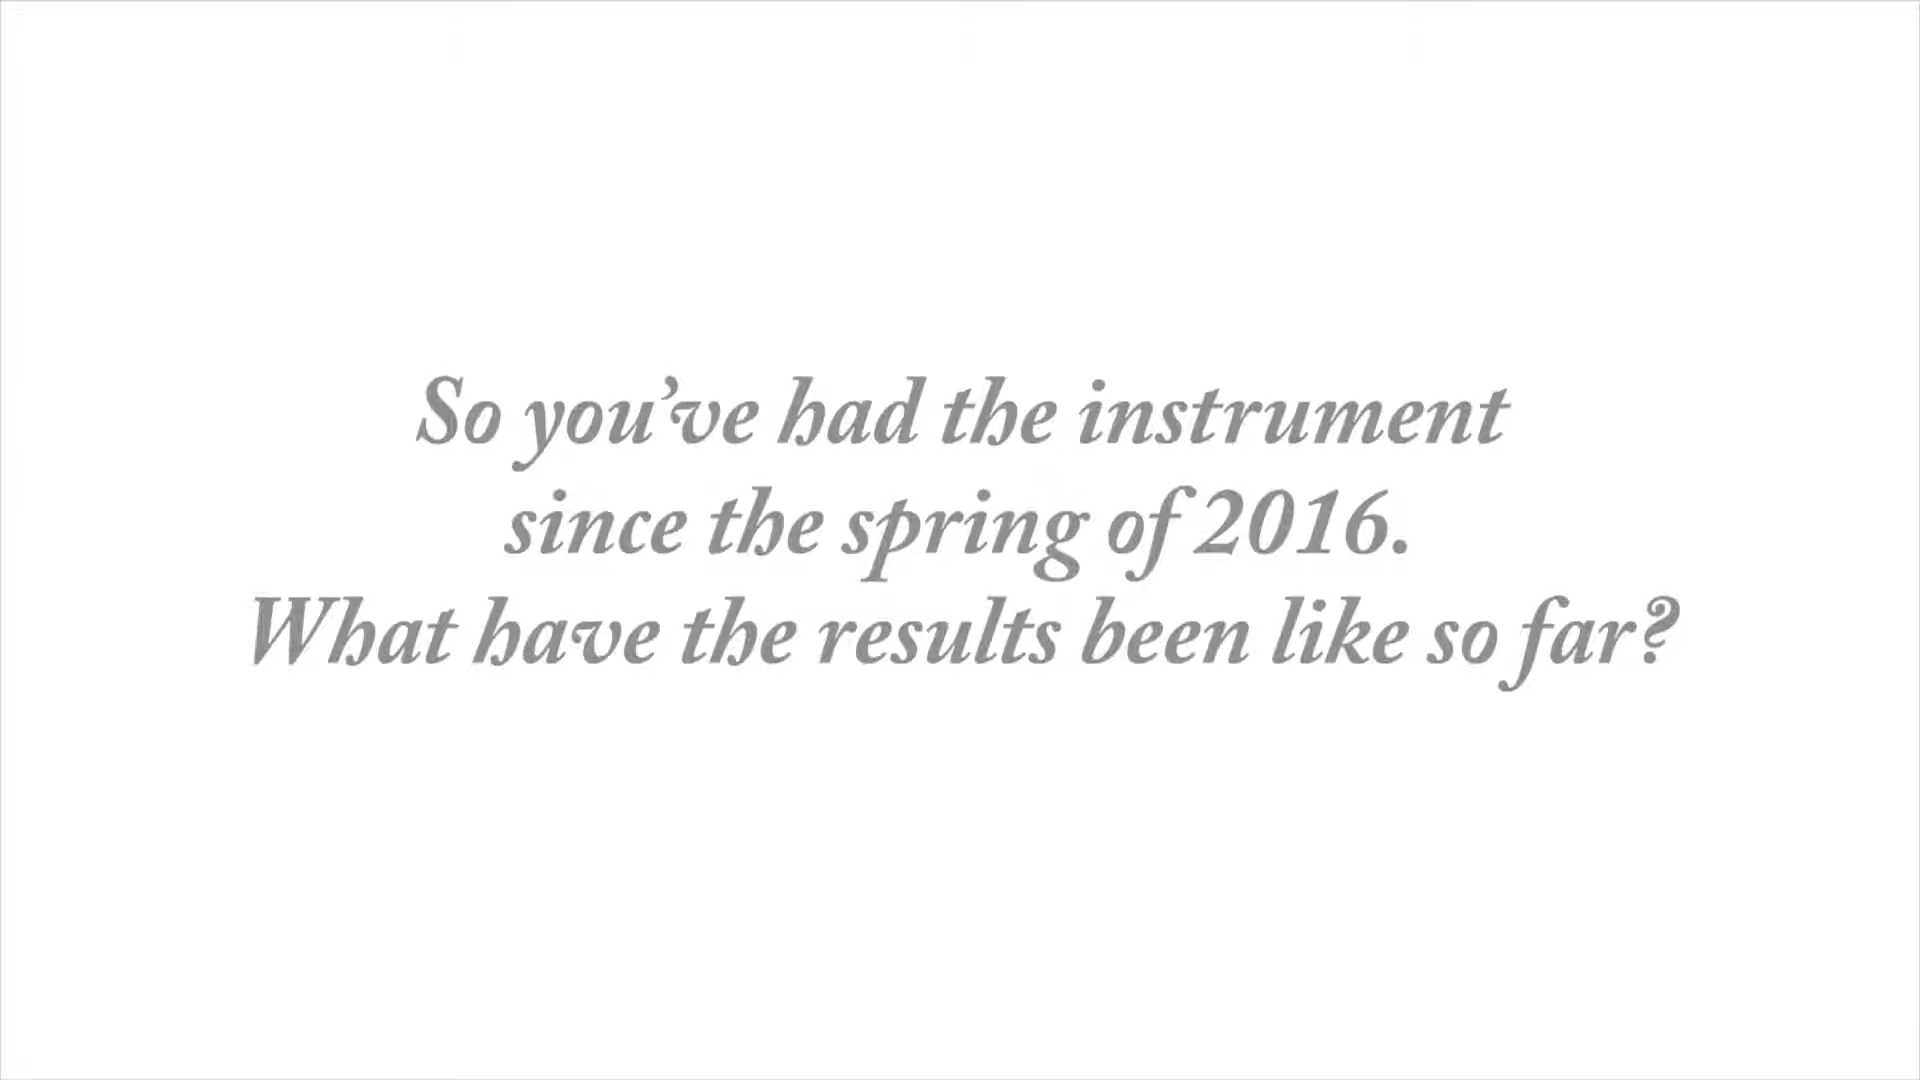 So you’ve had the instrument
since the spring of 2016.
What have the results been like so far?